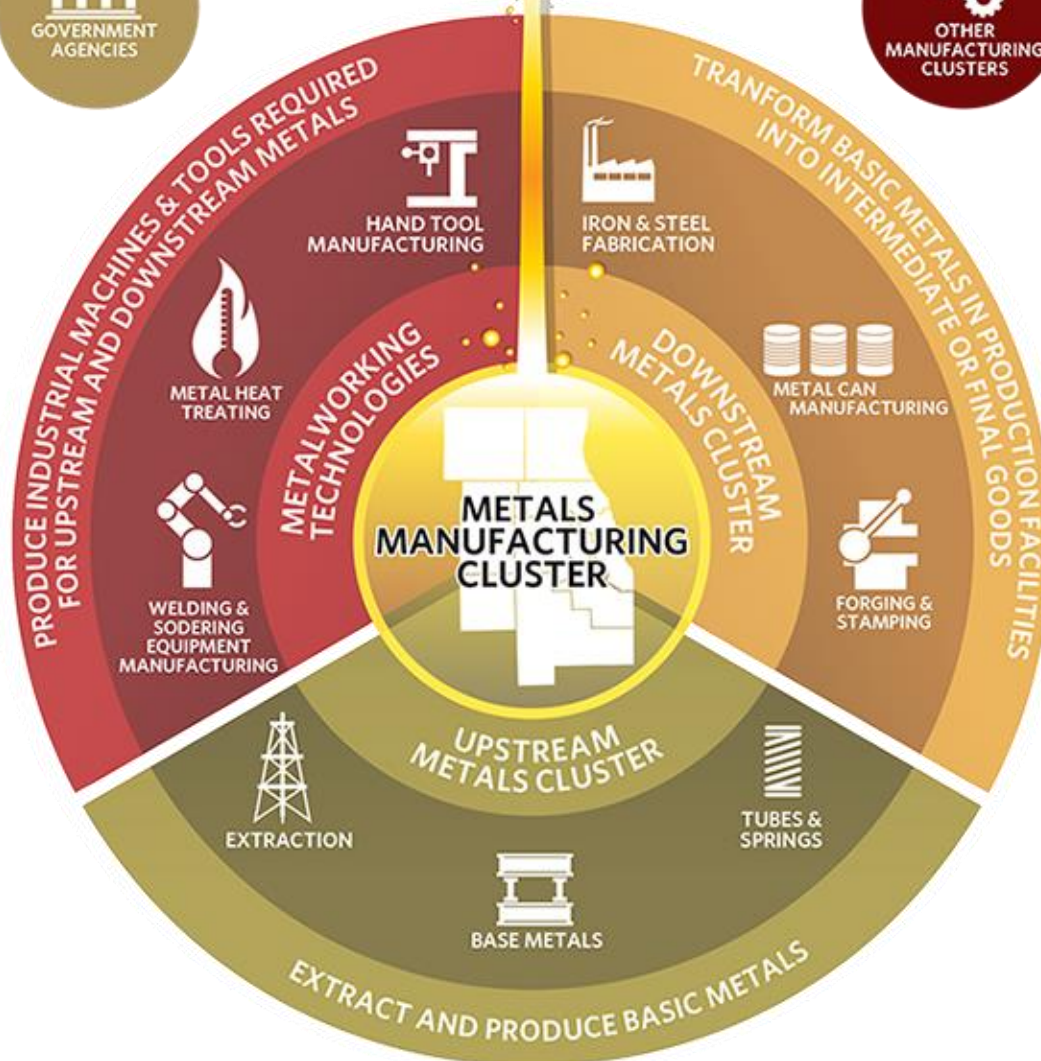 GOVERNMENT
AGENCIES
OTHER
MANUFACTURING
CLUSTERS
PRODUCE INDUSTRIAL MACHINES & TOOLS REQUIRED
FOR UPSTREAM AND DOWNSTREAM METALS
TRANFORM BASIC METALS IN PRODUCTION FACILITIES
INTO INTERMEDIATE OR FINAL GOODS
HAND TOOL
MANUFACTURING
IRON & STEEL
FABRICATION
METAL HEAT
TREATING
METALWORKING
TECHNOLOGIES
DOWNSTREAM
METALS CLUSTER
METAL CAN
MANUFACTURING
METALS
MANUFACTURING
CLUSTER
WELDING &
SODERING
EQUIPMENT
MANUFACTURING
FORGING &
STAMPING
UPSTREAM
METALS CLUSTER
EXTRACTION
TUBES &
SPRINGS
BASE METALS
EXTRACT AND PRODUCE BASIC METALS